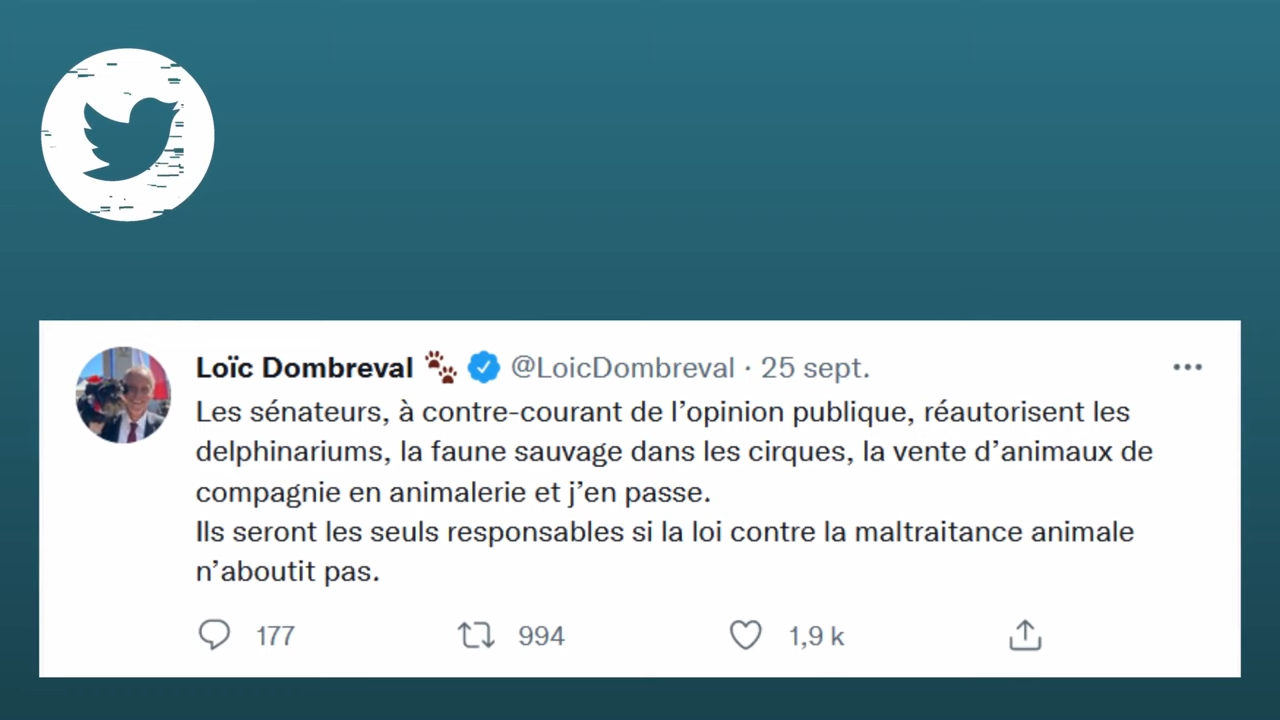 Loïc Dombreval 🐾 @LoicDombreval · 25 sept.
Les sénateurs, à contre-courant de l’opinion publique, réautorisent les
delphinariums, la faune sauvage dans les cirques, la vente d’animaux de
compagnie en animalerie et j’en passe.
Ils seront les seuls responsables si la loi contre la maltraitance animale
n’aboutit pas.
177 994 1,9 k